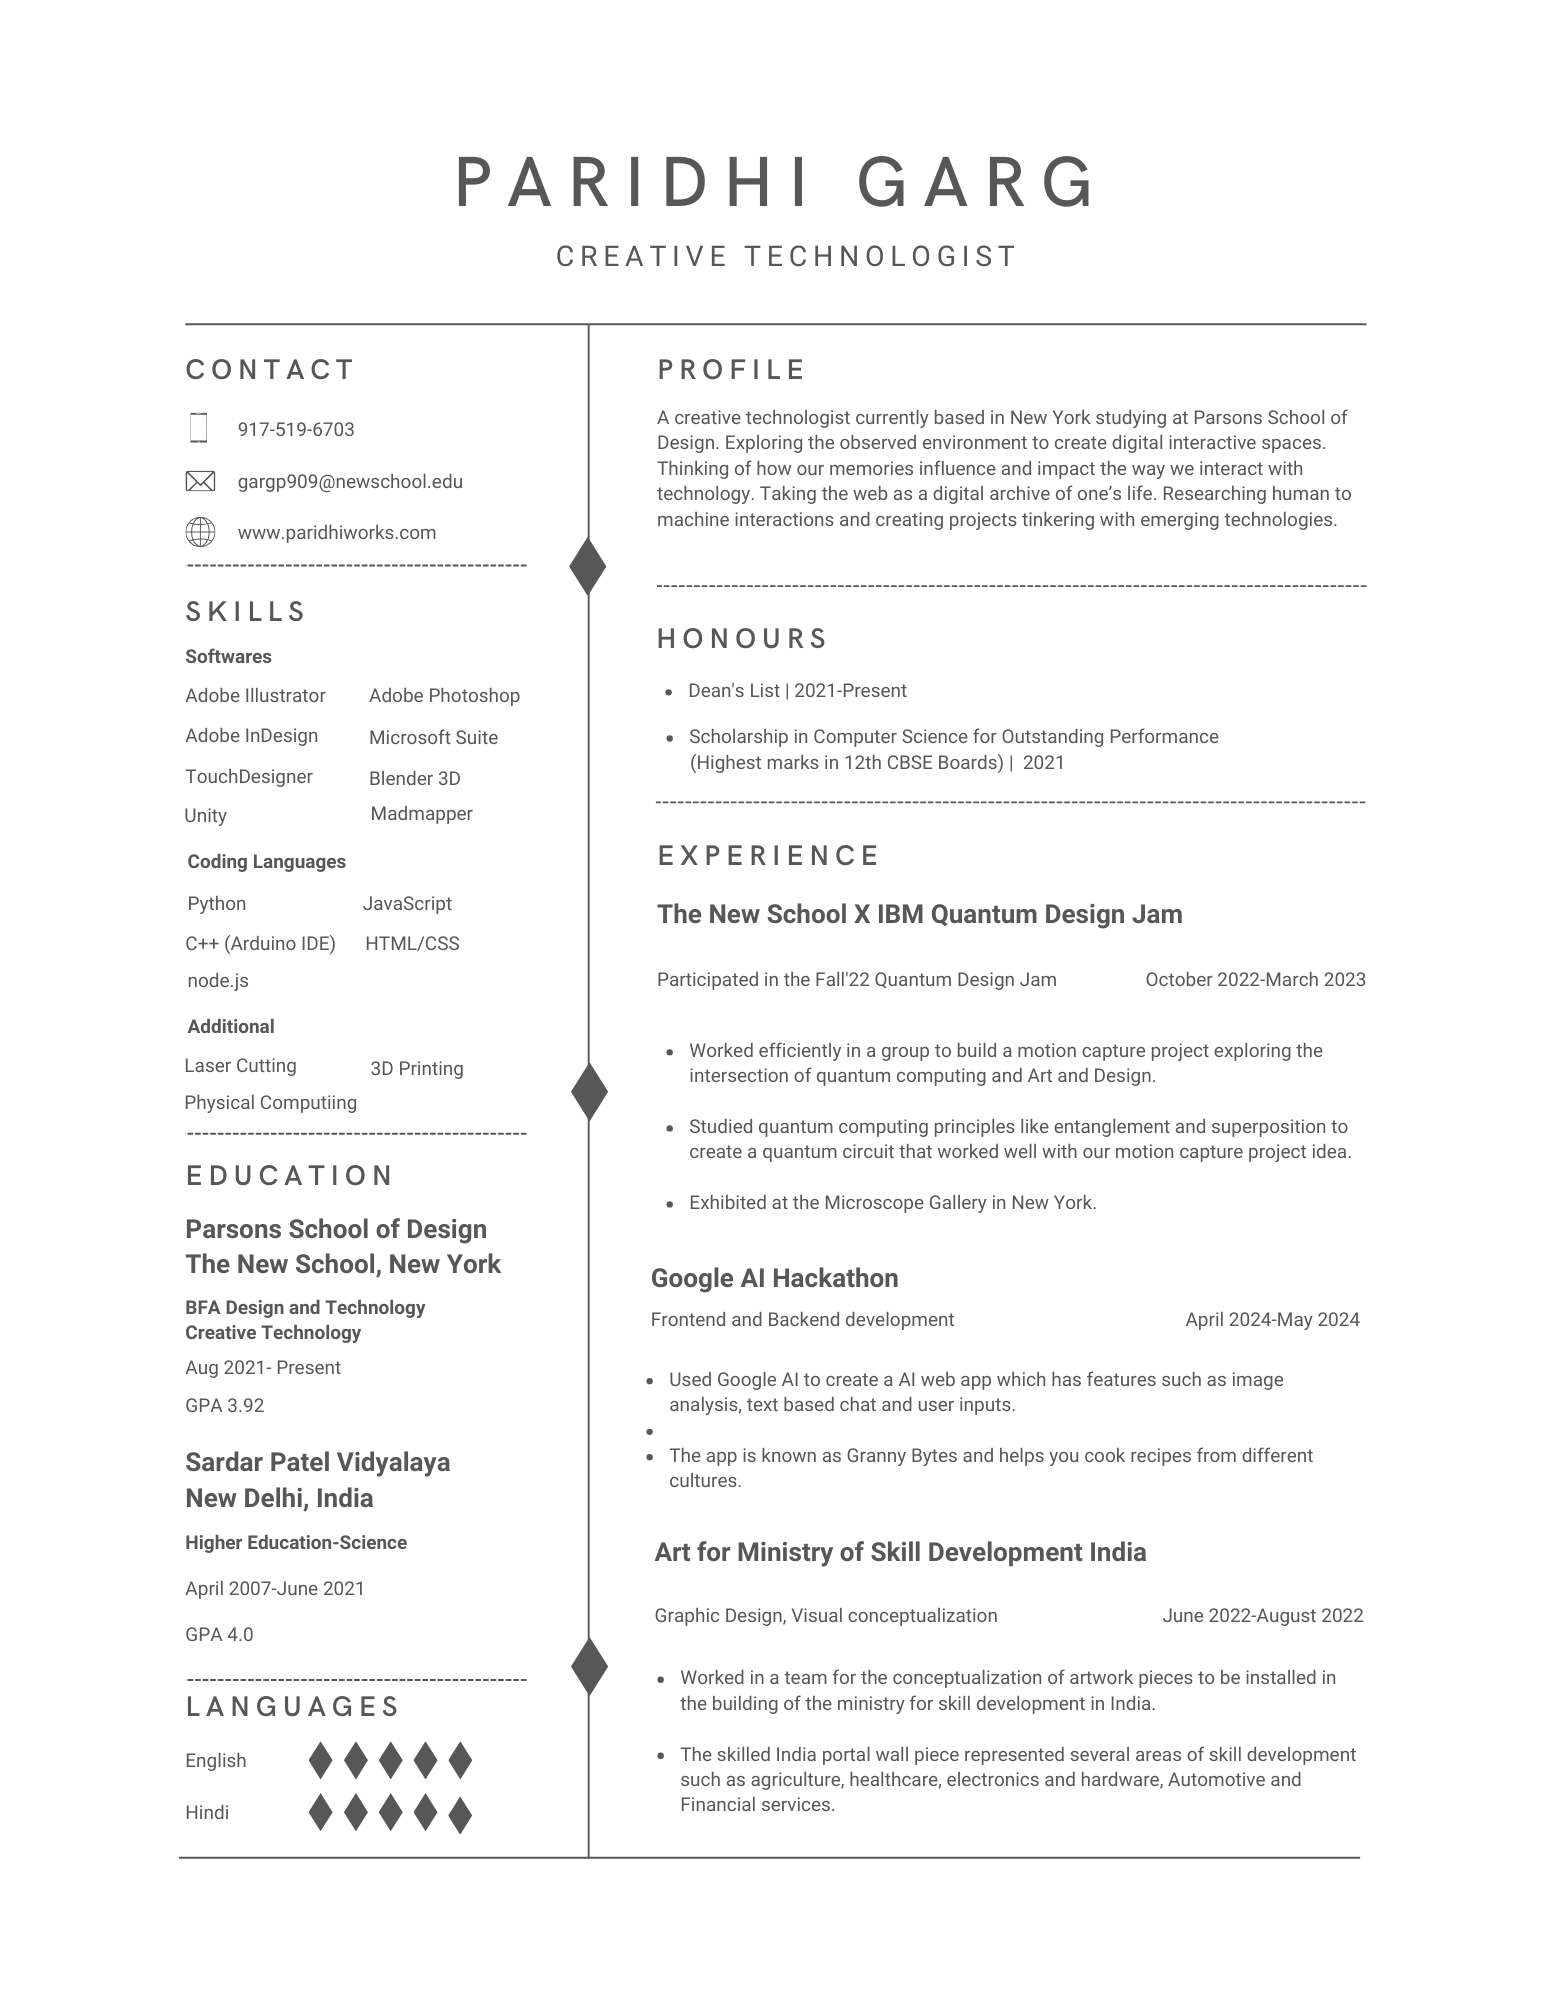 PARIDHI GARG
CREATIVE TECHNOLOGIST
CONTACT
917-519-6703
gargp909@newschool.edu
www.paridhiworks.com
SKILLS
Softwares
Adobe Illustrator Adobe Photoshop
Adobe InDesign Microsoft Suite
TouchDesigner Blender 3D
Unity Madmapper
Coding Languages
Python JavaScript
C++ (Arduino IDE) HTML/CSS
node.js
Additional
Laser Cutting 3D Printing
Physical Computiing
EDUCATION
Parsons School of Design
The New School, New York
BFA Design and Technology
Creative Technology
Aug 2021- Present
GPA 3.92
Sardar Patel Vidyalaya
New Delhi, India
Higher Education-Science
April 2007-June 2021
GPA 4.0
LANGUAGES
English
Hindi
PROFILE
A creative technologist currently based in New York studying at Parsons School of
Design. Exploring the observed environment to create digital interactive spaces.
Thinking of how our memories influence and impact the way we interact with
technology. Taking the web as a digital archive of one’s life. Researching human to
machine interactions and creating projects tinkering with emerging technologies.
HONOURS
• Dean's List | 2021-Present
• Scholarship in Computer Science for Outstanding Performance
(Highest marks in 12th CBSE Boards) | 2021
EXPERIENCE
The New School X IBM Quantum Design Jam
Participated in the Fall'22 Quantum Design Jam October 2022-March 2023
• Worked efficiently in a group to build a motion capture project exploring the
intersection of quantum computing and Art and Design.
• Studied quantum computing principles like entanglement and superposition to
create a quantum circuit that worked well with our motion capture project idea.
• Exhibited at the Microscope Gallery in New York.
Google AI Hackathon
Frontend and Backend development April 2024-May 2024
• Used Google AI to create a AI web app which has features such as image
analysis, text based chat and user inputs.
•
• The app is known as Granny Bytes and helps you cook recipes from different
cultures.
Art for Ministry of Skill Development India
Graphic Design, Visual conceptualization June 2022-August 2022
• Worked in a team for the conceptualization of artwork pieces to be installed in
the building of the ministry for skill development in India.
• The skilled India portal wall piece represented several areas of skill development
such as agriculture, healthcare, electronics and hardware, Automotive and
Financial services.